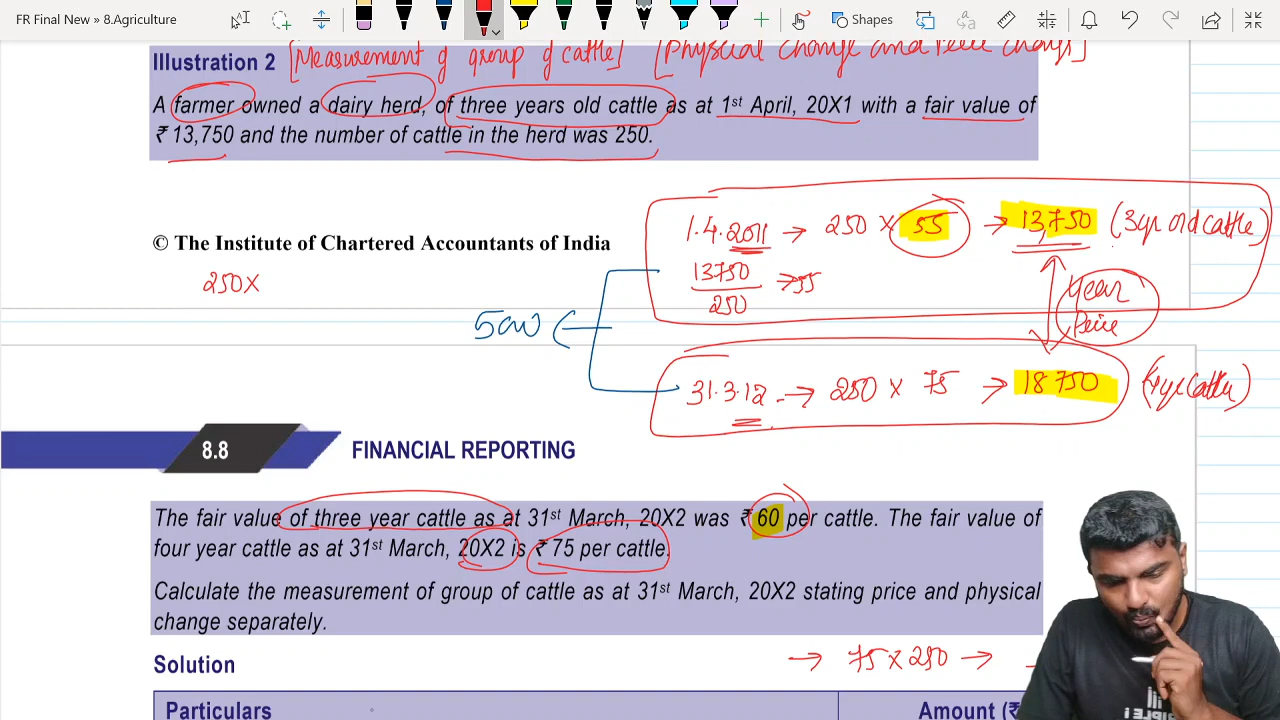 FR Final New » 8.Agriculture
Shapes
[Measurement of group of cattle] [Physical change and Price change]
Illustration 2
A farmer owned a dairy herd, of three years old cattle as at 1st April, 20X1 with a fair value of
₹ 13,750 and the number of cattle in the herd was 250.
1.4.2011 → 250 × 55 → 13,750 (3yr old cattle)
© The Institute of Chartered Accountants of India
13750
250
→ 55
250 ×
Year
Price
5000
31.3.12 → 250 × 75 → 18750
8.8 FINANCIAL REPORTING
The fair value of three year cattle as at 31st March, 20X2 was ₹ 60 per cattle. The fair value of
four year cattle as at 31st March, 20X2 is ₹ 75 per cattle.
Calculate the measurement of group of cattle as at 31st March, 20X2 stating price and physical
change separately.
Solution
→ 75 × 250 →
Particulars Amount (₹